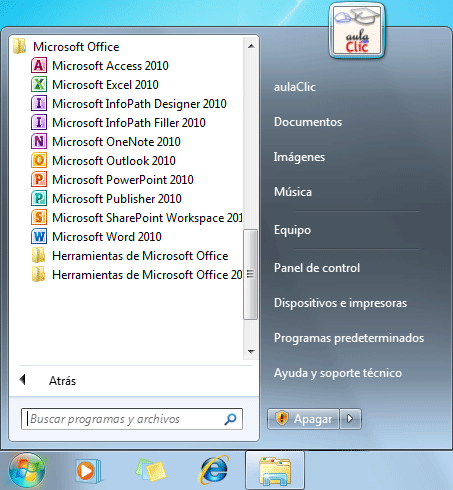 aula
Clic
Microsoft Office
Microsoft Access 2010
Microsoft Excel 2010
Microsoft InfoPath Designer 2010
Microsoft InfoPath Filler 2010
Microsoft OneNote 2010
Microsoft Outlook 2010
Microsoft PowerPoint 2010
Microsoft Publisher 2010
Microsoft SharePoint Workspace 201
Microsoft Word 2010
Herramientas de Microsoft Office
Herramientas de Microsoft Office 20
Atrás
Buscar programas y archivos
aulaClic
Documentos
Imágenes
Música
Equipo
Panel de control
Dispositivos e impresoras
Programas predeterminados
Ayuda y soporte técnico
Apagar